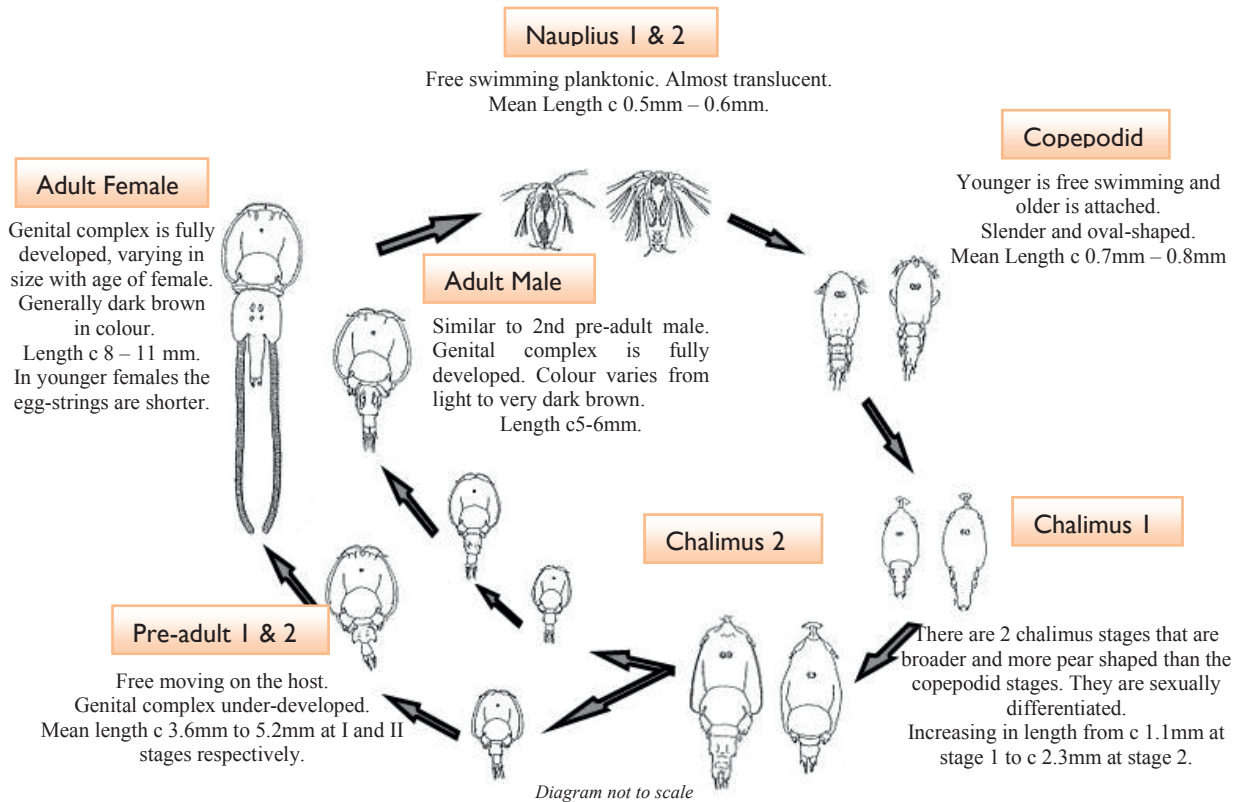 Nauplius 1 & 2
Free swimming planktonic. Almost translucent.
Mean Length c 0.5mm – 0.6mm.
Copepodid
Younger is free swimming and
older is attached.
Slender and oval-shaped.
Mean Length c 0.7mm – 0.8mm
Adult Female
Genital complex is fully
developed, varying in
size with age of female.
Generally dark brown
in colour.
Length c 8 – 11 mm.
In younger females the
egg-strings are shorter.
Adult Male
Similar to 2nd pre-adult male.
Genital complex is fully
developed. Colour varies from
light to very dark brown.
Length c5-6mm.
Chalimus 1
There are 2 chalimus stages that are
broader and more pear shaped than the
copepodid stages. They are sexually
differentiated.
Increasing in length from c 1.1mm at
stage 1 to c 2.3mm at stage 2.
Chalimus 2
Pre-adult 1 & 2
Free moving on the host.
Genital complex under-developed.
Mean length c 3.6mm to 5.2mm at I and II
stages respectively.
Diagram not to scale